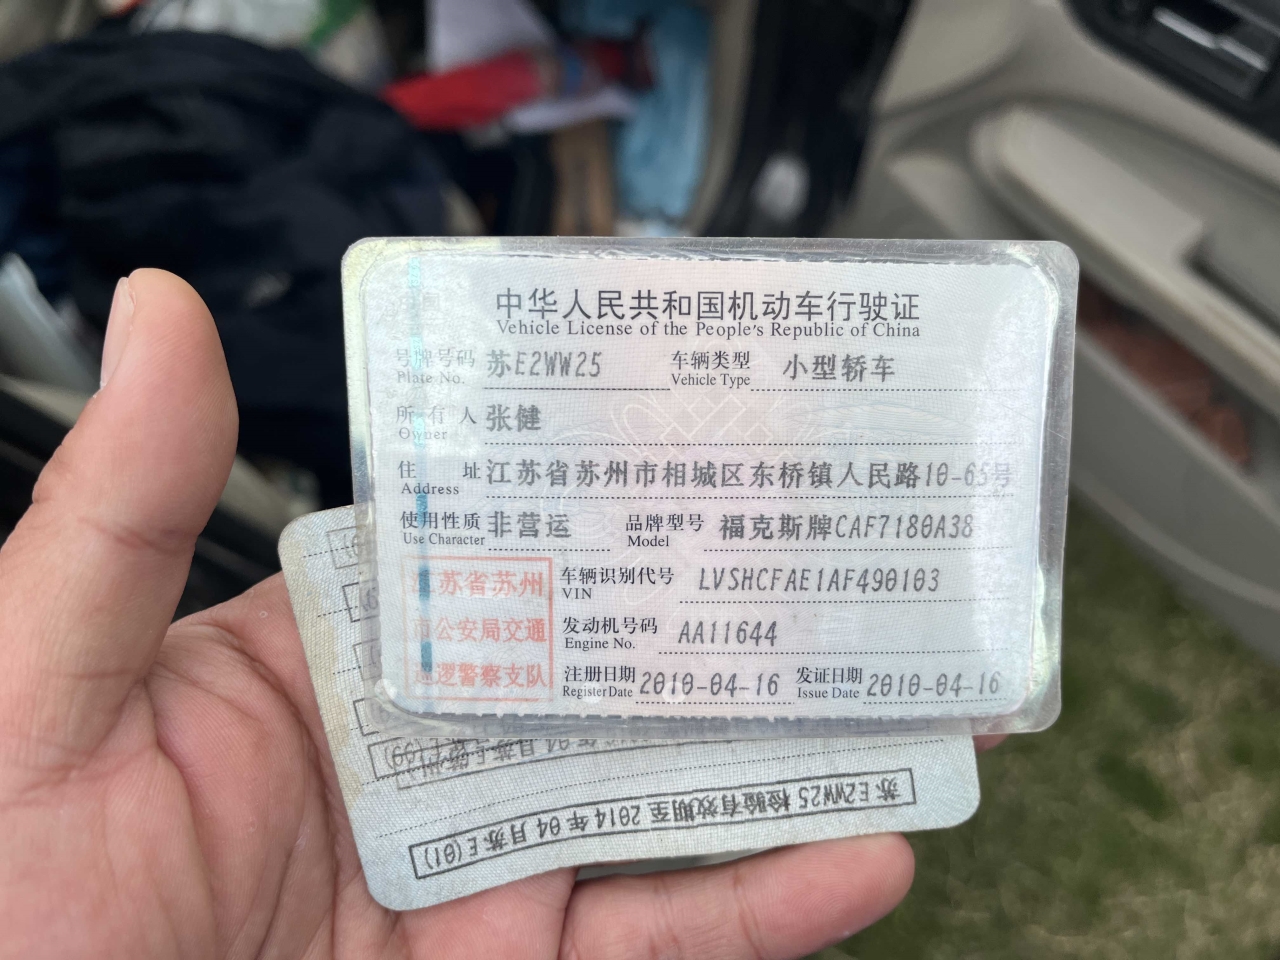 中华人民共和国机动车行驶证
Vehicle License of the People's Republic of China
号牌号码 苏E2WW25 车辆类型 小型轿车
Plate No. Vehicle Type
所有人 张健
Owner
住址 江苏省苏州市相城区东桥镇人民路10-65号
Address
使用性质 非营运 品牌型号 福克斯牌CAF7180A38
Use Character Model
车辆识别代号 LVSHCFAE1AF490103
VIN
发动机号码 AA11644
Engine No.
注册日期 2010-04-16 发证日期 2010-04-16
Register Date Issue Date
江苏省苏州
市公安局交通
巡逻警察支队
苏E2WW25 检验有效期至 2014年04月苏E(01)